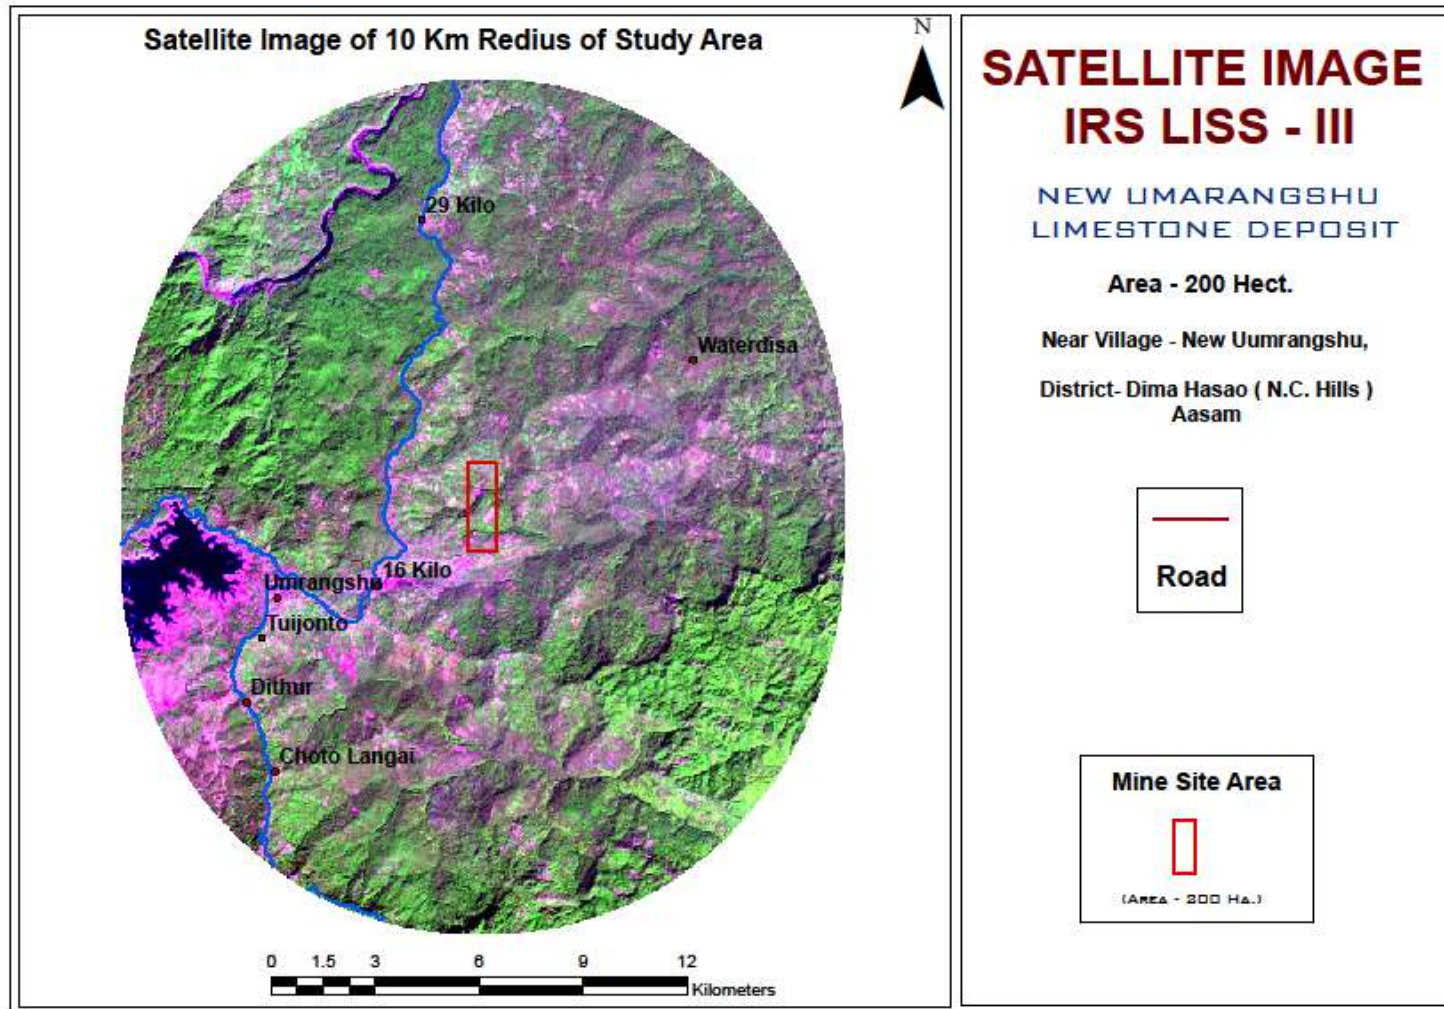 Satellite Image of 10 Km Redius of Study Area
N
29 Kilo
Waterdisa
16 Kilo
Umrangshu
Tuijonto
Dithur
Choto Langai
0 1.5 3 6 9 12
Kilometers
SATELLITE IMAGE
IRS LISS - III
NEW UMARANGSHU
LIMESTONE DEPOSIT
Area - 200 Hect.
Near Village - New Uumrangshu,
District- Dima Hasao ( N.C. Hills )
Aasam
Road
Mine Site Area
(Area - 200 Ha.)